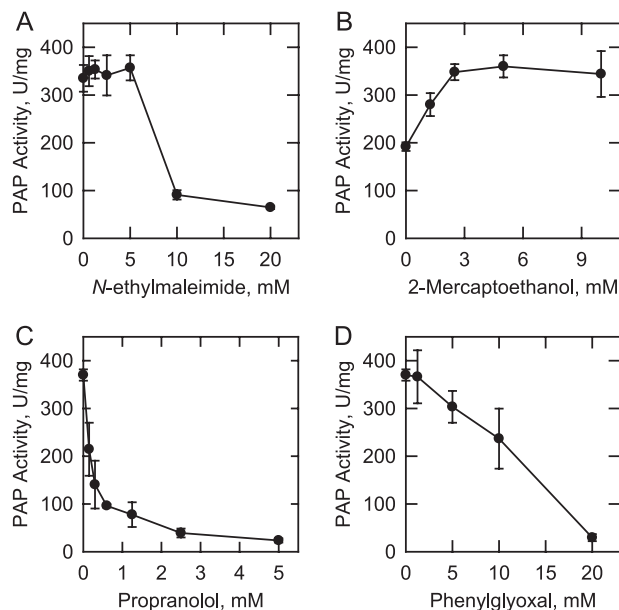 A
PAP Activity, U/mg
400
300
200
100
0
0 5 10 15 20
N-ethylmaleimide, mM
B
PAP Activity, U/mg
400
300
200
100
0
0 3 6 9
2-Mercaptoethanol, mM
C
PAP Activity, U/mg
400
300
200
100
0
0 1 2 3 4 5
Propranolol, mM
D
PAP Activity, U/mg
400
300
200
100
0
0 5 10 15 20
Phenylglyoxal, mM